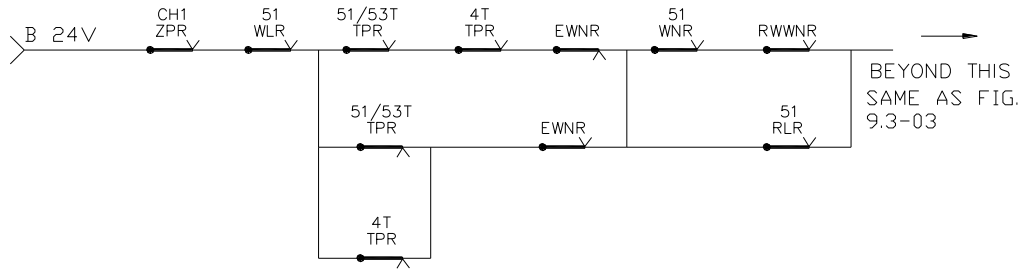 B 24V
CH1
ZPR
51
WLR
51/53T
TPR
4T
TPR
EWNR
51
WNR
RWWNR
BEYOND THIS
SAME AS FIG.
9.3-03
51/53T
TPR
EWNR
51
RLR
4T
TPR